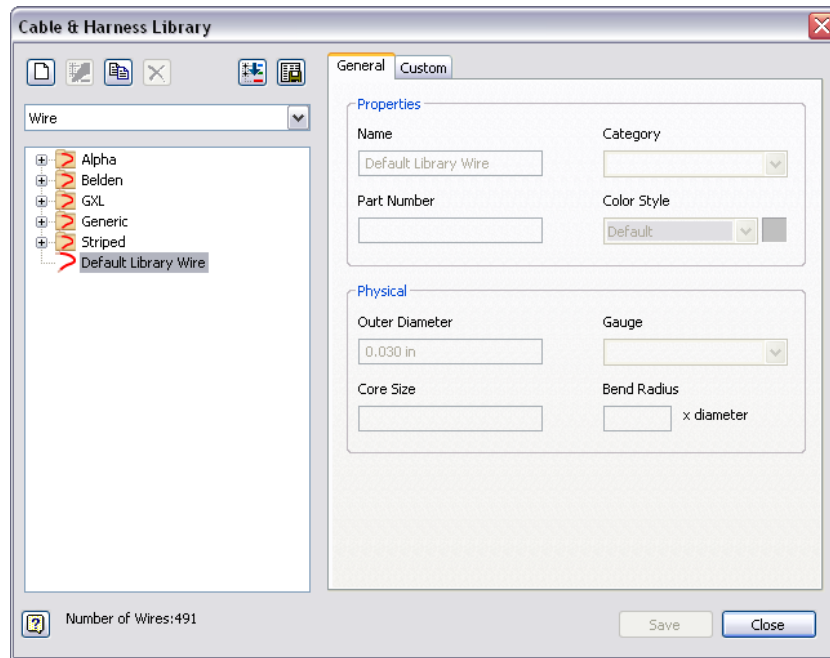 Cable & Harness Library
Wire
Alpha
Belden
GXL
Generic
Striped
Default Library Wire
General Custom
Properties
Name Category
Default Library Wire
Part Number Color Style
Default
Physical
Outer Diameter Gauge
0.030 in
Core Size Bend Radius
x diameter
Number of Wires:491
Save Close